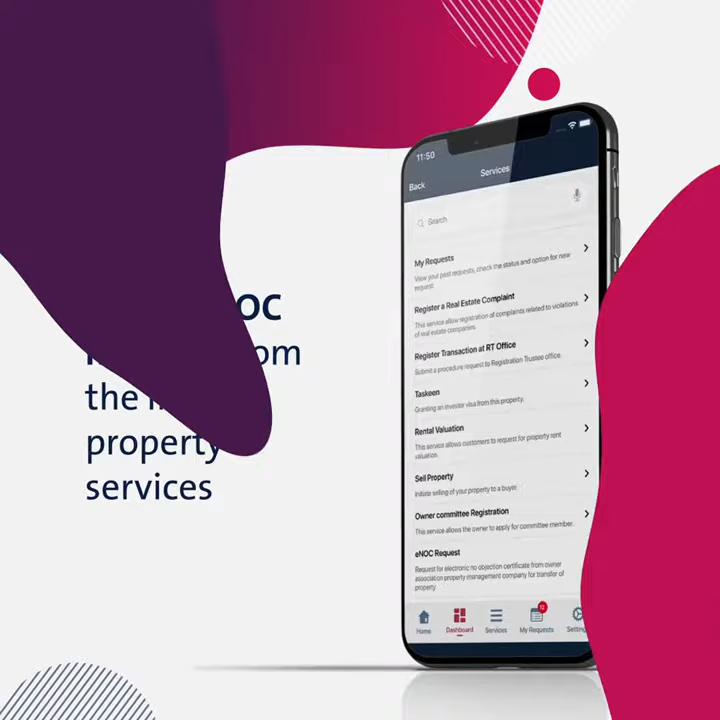 OC
om
the
property
services
11:50
Back
Services
Search
My Requests
View your past requests, check the status and option for new
request.
Register a Real Estate Complaint
This service allow registration of complaints related to violations
of real estate companies.
Register Transaction at RT Office
Submit a procedure request to Registration Trustee office.
Taskeen
Granting an investor visa from this property.
Rental Valuation
This service allows customers to request for property rent
valuation.
Sell Property
Initiate selling of your property to a buyer.
Owner committee Registration
This service allows the owner to apply for committee member.
eNOC Request
Request for electronic no objection certificate from owner
association property management company for transfer of
property.
12
Home Dashboard Services My Requests Setting